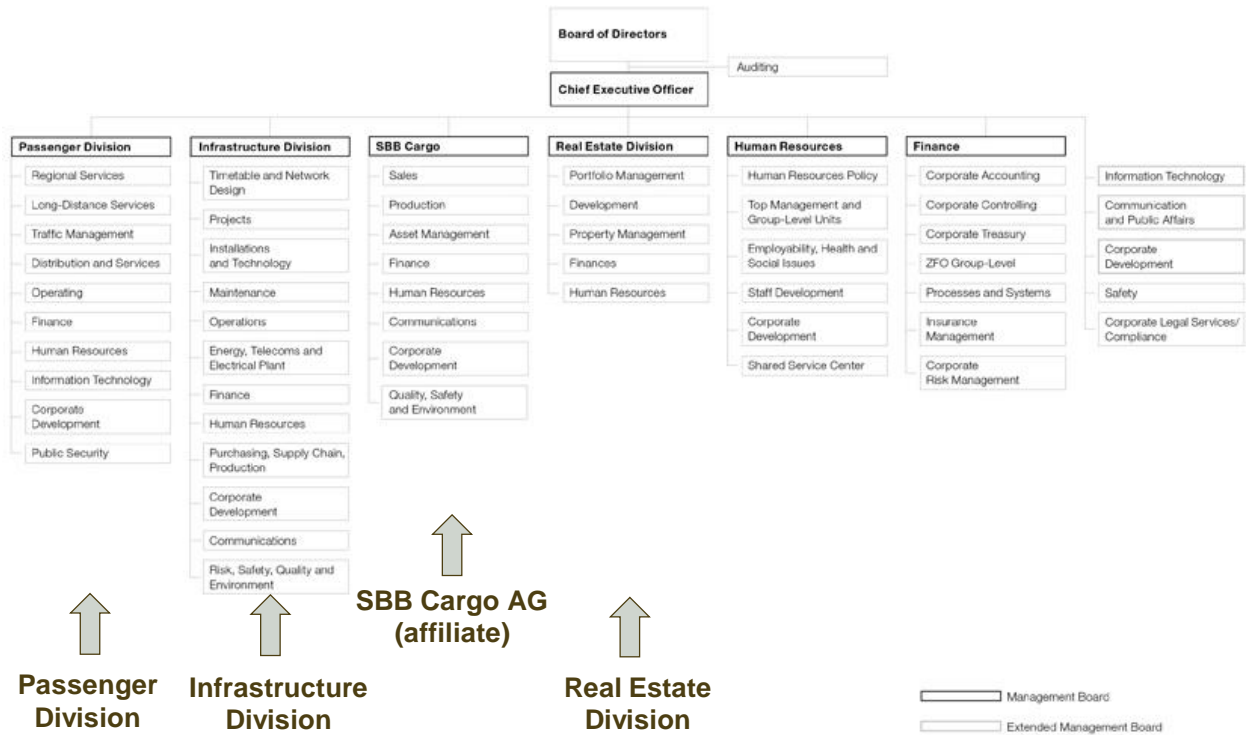 Board of Directors
Auditing
Chief Executive Officer
Passenger Division
Regional Services
Long-Distance Services
Traffic Management
Distribution and Services
Operating
Finance
Human Resources
Information Technology
Corporate
Development
Public Security
Infrastructure Division
Timetable and Network
Design
Projects
Installations
and Technology
Maintenance
Operations
Energy, Telecoms and
Electrical Plant
Finance
Human Resources
Purchasing, Supply Chain,
Production
Corporate
Development
Communications
Risk, Safety, Quality and
Environment
SBB Cargo
Sales
Production
Asset Management
Finance
Human Resources
Communications
Corporate
Development
Quality, Safety
and Environment
Real Estate Division
Portfolio Management
Development
Property Management
Finances
Human Resources
Human Resources
Human Resources Policy
Top Management and
Group-Level Units
Employability, Health and
Social Issues
Staff Development
Corporate
Development
Shared Service Center
Finance
Corporate Accounting
Corporate Controlling
Corporate Treasury
ZFO Group-Level
Processes and Systems
Insurance
Management
Corporate
Risk Management
Information Technology
Communication
and Public Affairs
Corporate
Development
Safety
Corporate Legal Services/
Compliance
Passenger
Division
Infrastructure
Division
SBB Cargo AG
(affiliate)
Real Estate
Division
Management Board
Extended Management Board